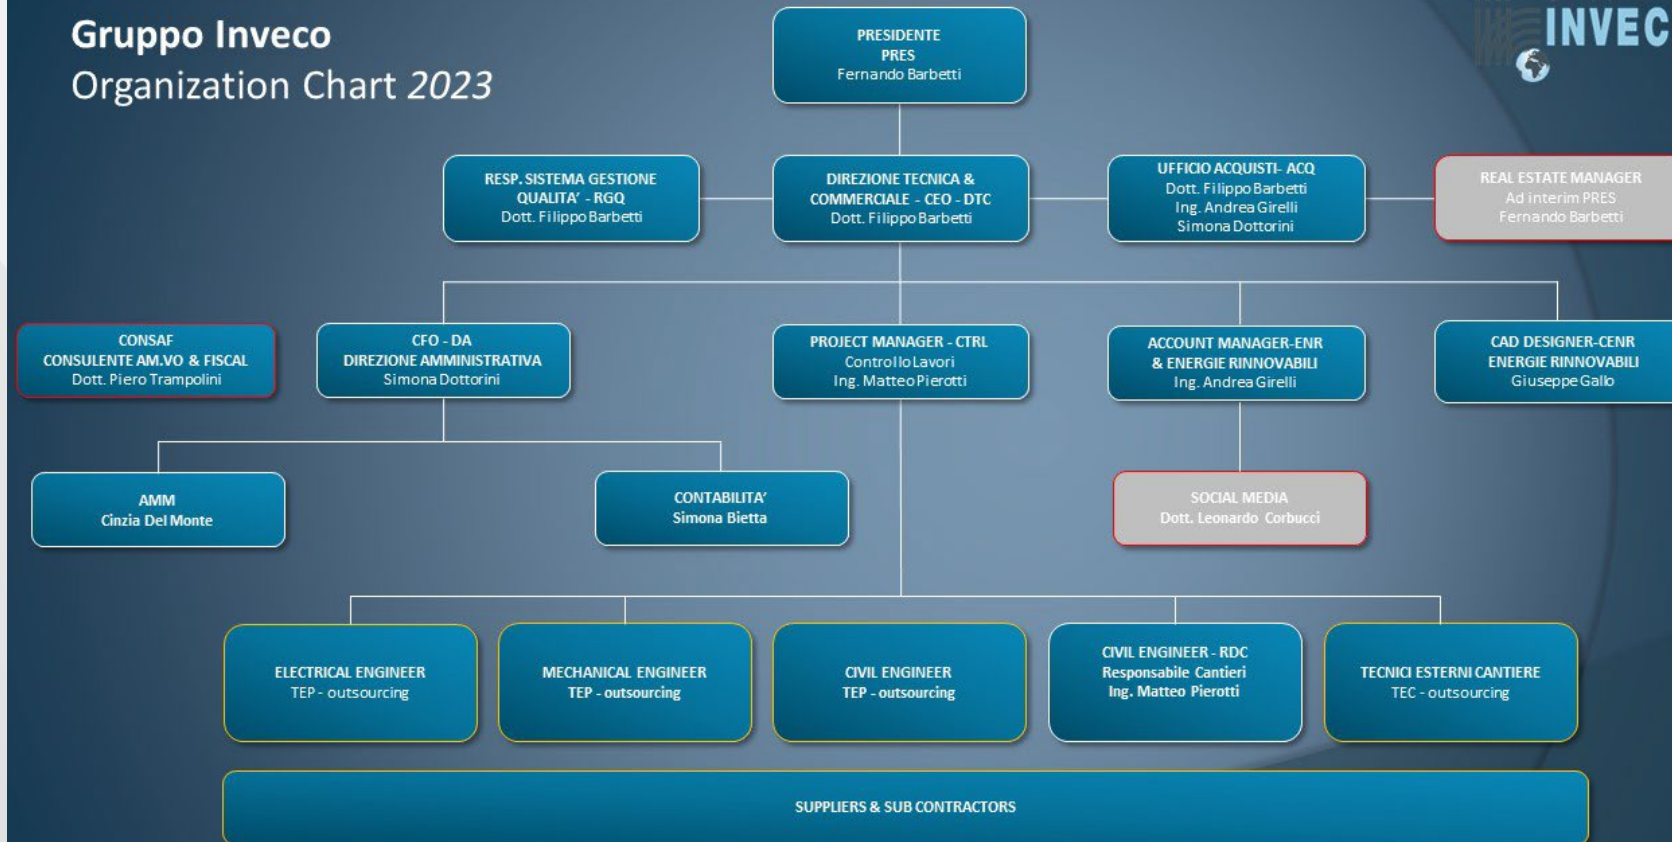 Gruppo Inveco
Organization Chart 2023
INVEC
PRESIDENTE
PRES
Fernando Barbetti
RESP. SISTEMA GESTIONE
QUALITA' - RGQ
Dott. Filippo Barbetti
DIREZIONE TECNICA &
COMMERCIALE - CEO - DTC
Dott. Filippo Barbetti
UFFICIO ACQUISTI- ACQ
Dott. Filippo Barbetti
Ing. Andrea Girelli
Simona Dottorini
REAL ESTATE MANAGER
Ad interim PRES
Fernando Barbetti
CONSAF
CONSULENTE AM.VO & FISCAL
Dott. Piero Trampolini
CFO - DA
DIREZIONE AMMINISTRATIVA
Simona Dottorini
PROJECT MANAGER - CTRL
Controllo Lavori
Ing. Matteo Pierotti
ACCOUNT MANAGER-ENR
& ENERGIE RINNOVABILI
Ing. Andrea Girelli
CAD DESIGNER-CENR
ENERGIE RINNOVABILI
Giuseppe Gallo
AMM
Cinzia Del Monte
CONTABILITA'
Simona Bietta
SOCIAL MEDIA
Dott. Leonardo Corbucci
ELECTRICAL ENGINEER
TEP - outsourcing
MECHANICAL ENGINEER
TEP - outsourcing
CIVIL ENGINEER
TEP - outsourcing
CIVIL ENGINEER - RDC
Responsabile Cantieri
Ing. Matteo Pierotti
TECNICI ESTERNI CANTIERE
TEC - outsourcing
SUPPLIERS & SUB CONTRACTORS